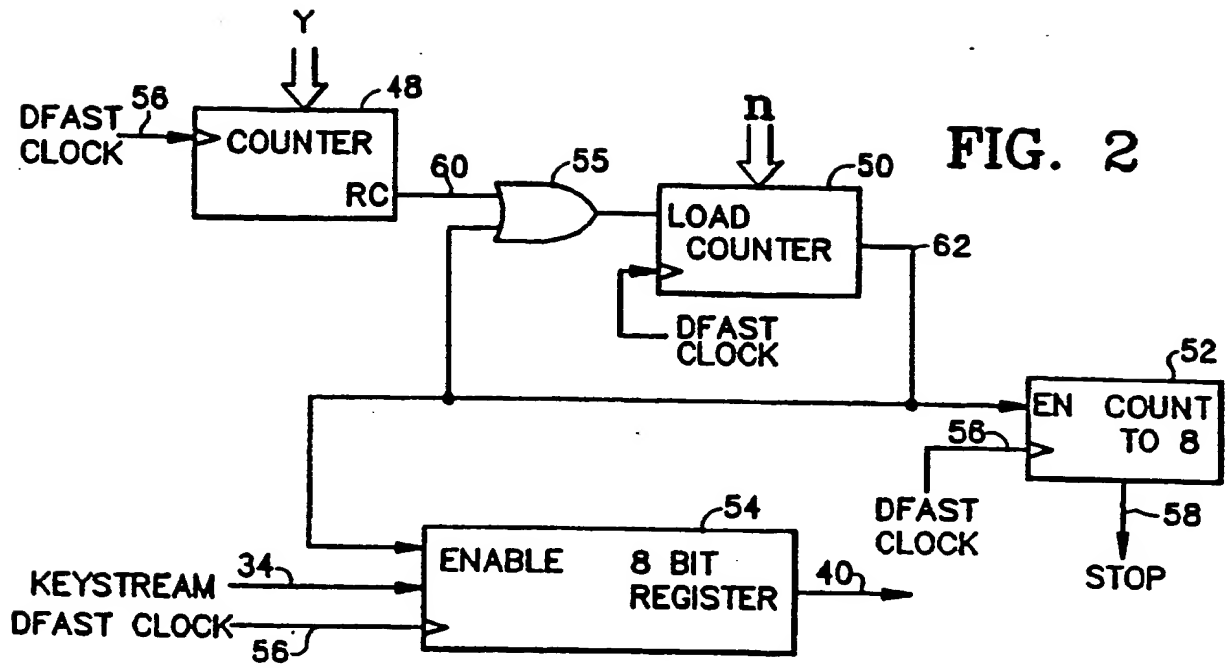 Y
48
56
DFAST
CLOCK
COUNTER
RC
60
55
n
50
FIG. 2
LOAD
COUNTER
62
DFAST
CLOCK
52
EN COUNT
TO 8
56
DFAST
CLOCK
58
STOP
54
ENABLE 8 BIT
REGISTER
KEYSTREAM
34
40
DFAST CLOCK
56